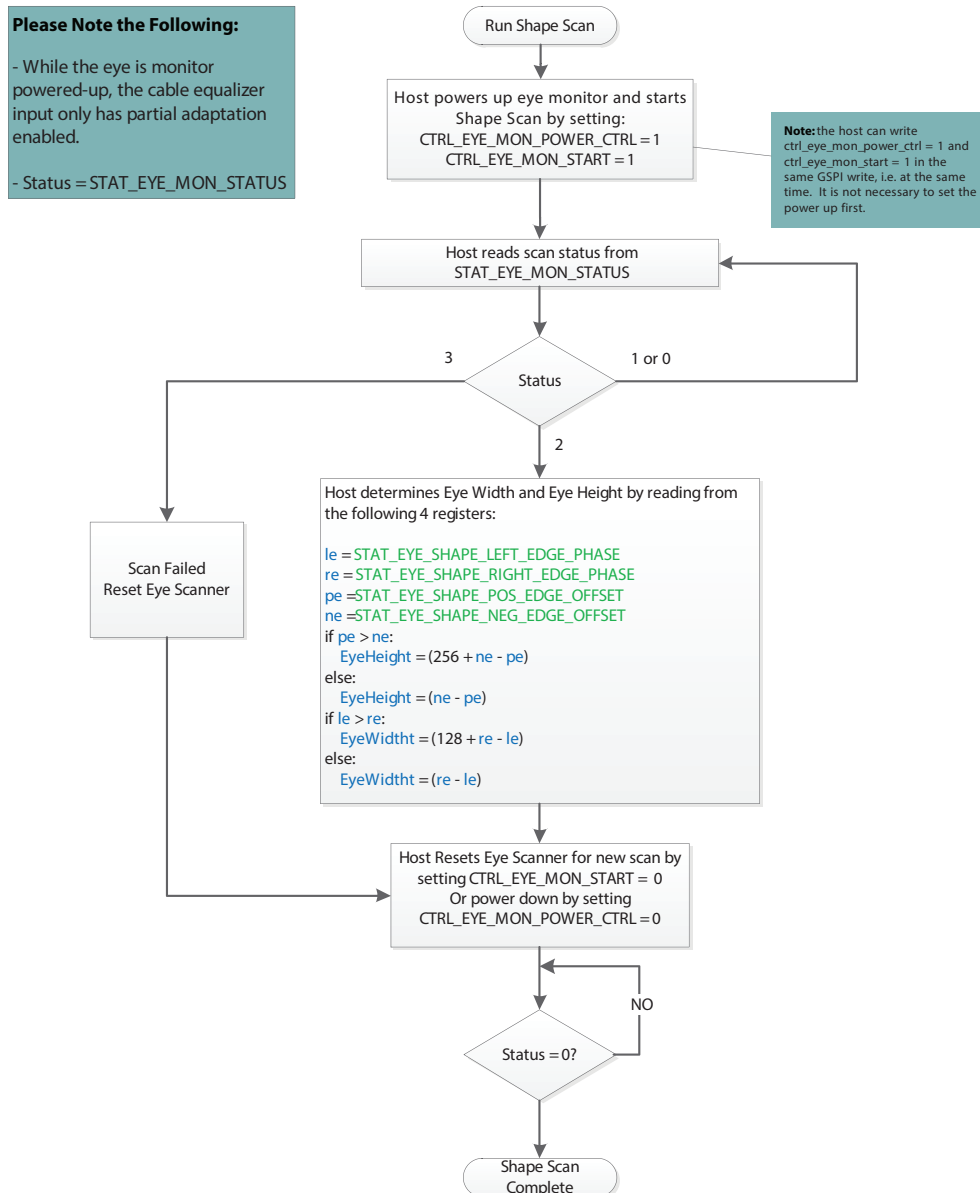 Please Note the Following:
- While the eye is monitor
powered-up, the cable equalizer
input only has partial adaptation
enabled.
- Status = STAT_EYE_MON_STATUS
Run Shape Scan
Host powers up eye monitor and starts
Shape Scan by setting:
CTRL_EYE_MON_POWER_CTRL = 1
CTRL_EYE_MON_START = 1
Note: the host can write
ctrl_eye_mon_power_ctrl = 1 and
ctrl_eye_mon_start = 1 in the
same GSPI write, i.e. at the same
time. It is not necessary to set the
power up first.
Host reads scan status from
STAT_EYE_MON_STATUS
3
1 or 0
Status
2
Host determines Eye Width and Eye Height by reading from
the following 4 registers:
le = STAT_EYE_SHAPE_LEFT_EDGE_PHASE
re = STAT_EYE_SHAPE_RIGHT_EDGE_PHASE
pe =STAT_EYE_SHAPE_POS_EDGE_OFFSET
ne =STAT_EYE_SHAPE_NEG_EDGE_OFFSET
if pe > ne:
EyeHeight = (256 + ne - pe)
else:
EyeHeight = (ne - pe)
if le > re:
EyeWidtht = (128 + re - le)
else:
EyeWidtht = (re - le)
Scan Failed
Reset Eye Scanner
Host Resets Eye Scanner for new scan by
setting CTRL_EYE_MON_START = 0
Or power down by setting
CTRL_EYE_MON_POWER_CTRL = 0
NO
Status = 0?
Shape Scan
Complete